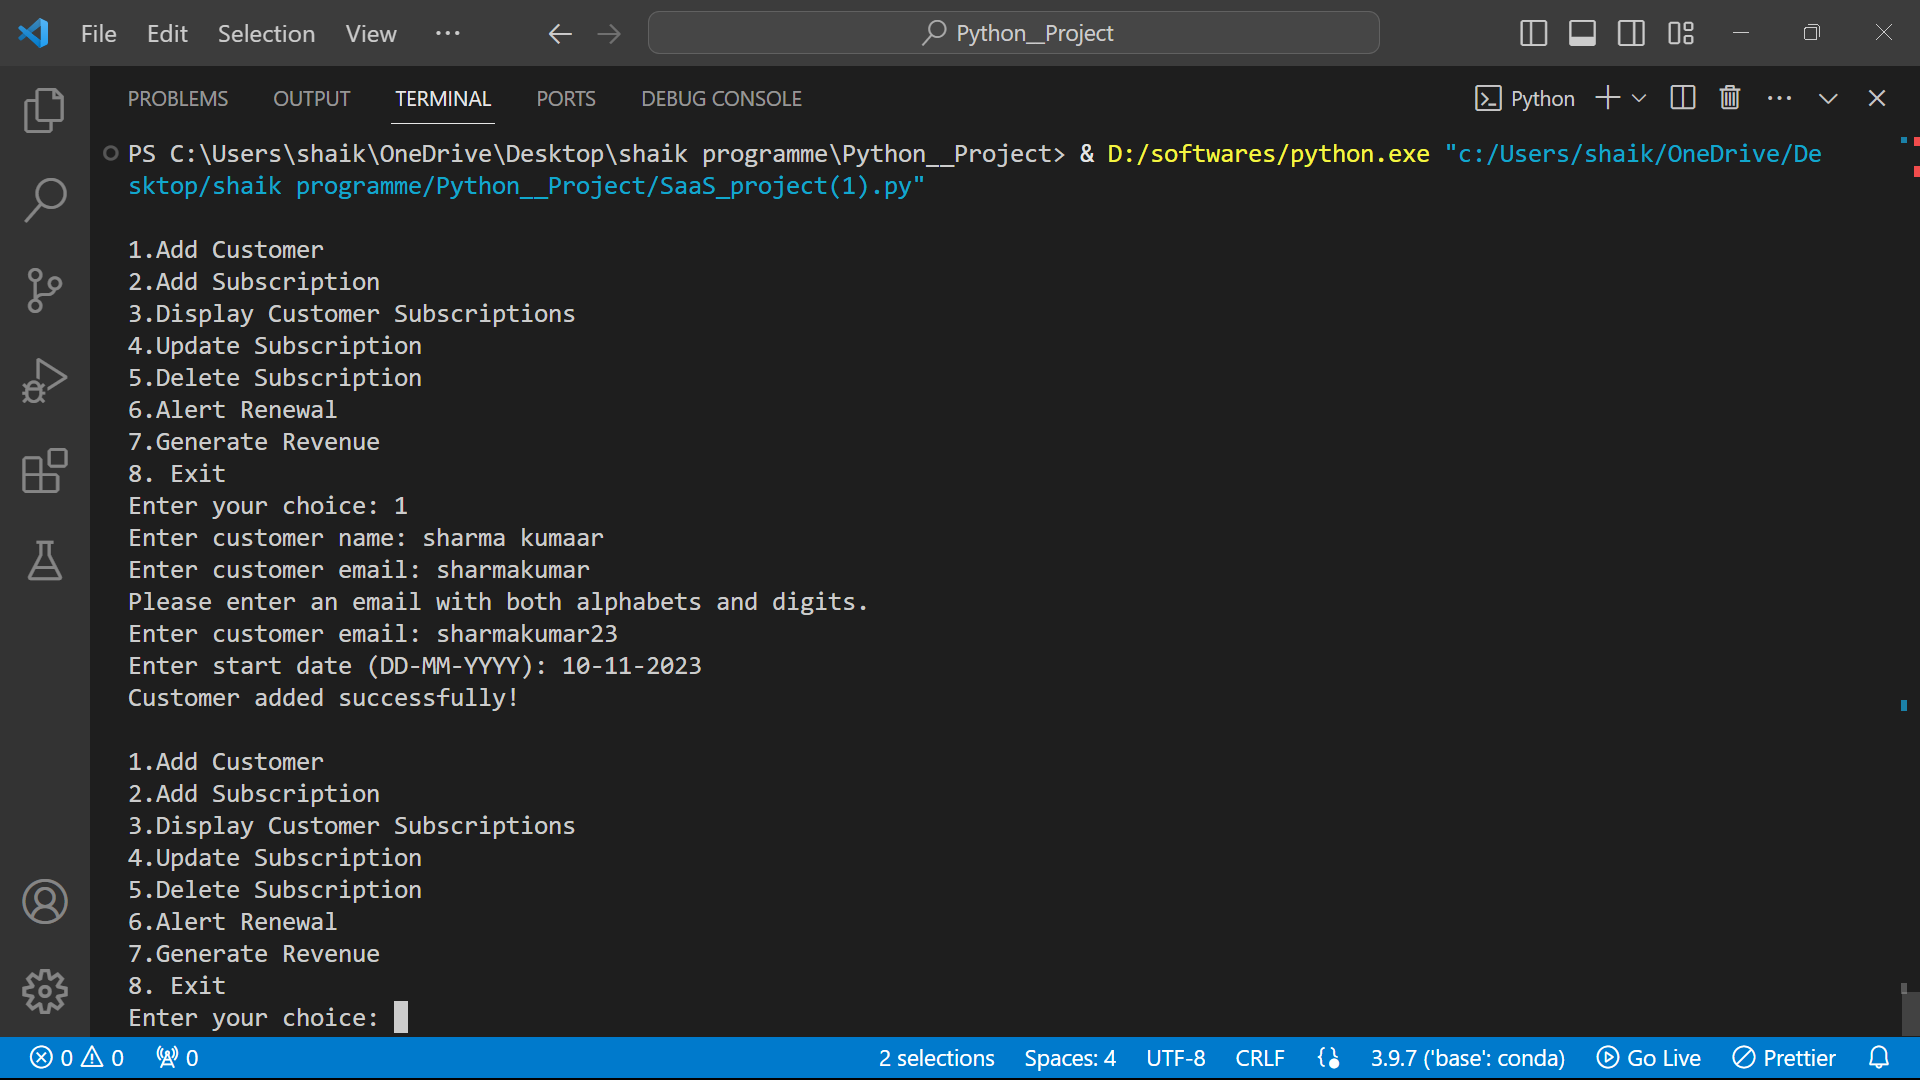 File Edit Selection View ··· Python__Project
PROBLEMS OUTPUT TERMINAL PORTS DEBUG CONSOLE Python
PS C:\Users\shaik\OneDrive\Desktop\shaik programme\Python__Project> & D:/softwares/python.exe "c:/Users/shaik/OneDrive/De
sktop/shaik programme/Python__Project/SaaS_project(1).py"
1.Add Customer
2.Add Subscription
3.Display Customer Subscriptions
4.Update Subscription
5.Delete Subscription
6.Alert Renewal
7.Generate Revenue
8. Exit
Enter your choice: 1
Enter customer name: sharma kumaar
Enter customer email: sharmakumar
Please enter an email with both alphabets and digits.
Enter customer email: sharmakumar23
Enter start date (DD-MM-YYYY): 10-11-2023
Customer added successfully!
1.Add Customer
2.Add Subscription
3.Display Customer Subscriptions
4.Update Subscription
5.Delete Subscription
6.Alert Renewal
7.Generate Revenue
8. Exit
Enter your choice:
0 0 0 2 selections Spaces: 4 UTF-8 CRLF 3.9.7 ('base': conda) Go Live Prettier